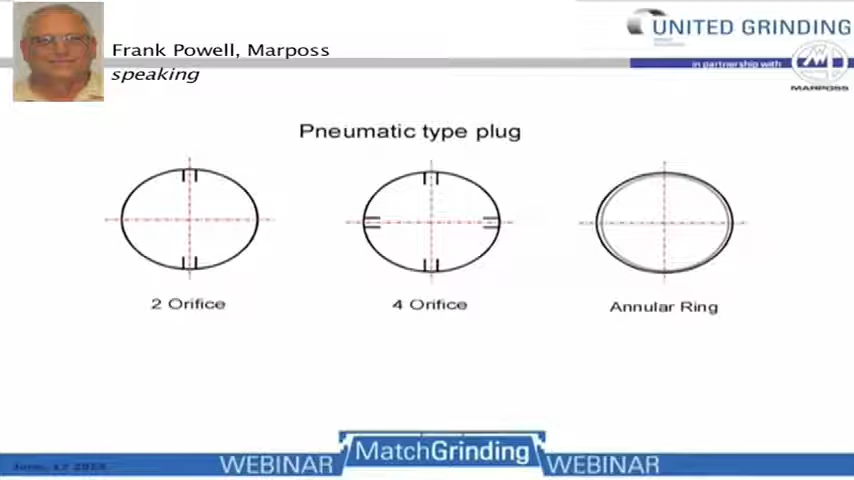 Frank Powell, Marposs
speaking
UNITED GRINDING
in partnership with
MARPOSS
Pneumatic type plug
2 Orifice
4 Orifice
Annular Ring
WEBINAR
MatchGrinding
WEBINAR